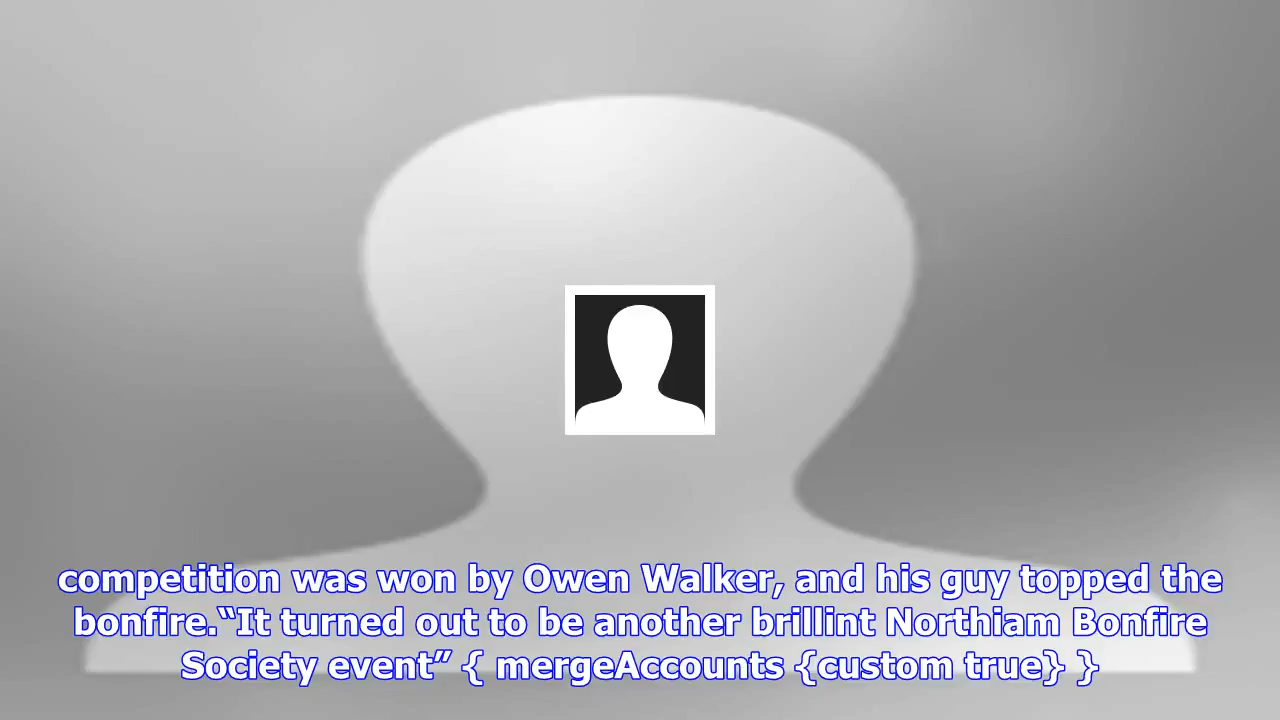 competition was won by Owen Walker, and his guy topped the
bonfire.“It turned out to be another brillint Northiam Bonfire
Society event” { mergeAccounts {custom true} }